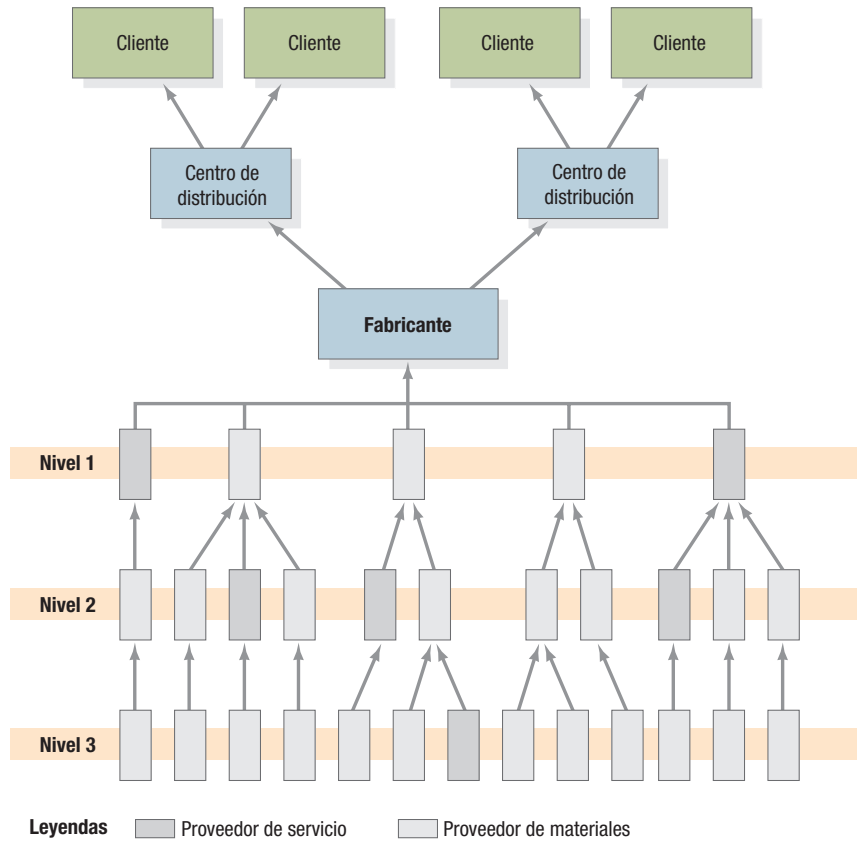 Cliente
Cliente
Cliente
Cliente
Centro de
distribución
Centro de
distribución
Fabricante
Nivel 1
Nivel 2
Nivel 3
Leyendas
Proveedor de servicio
Proveedor de materiales